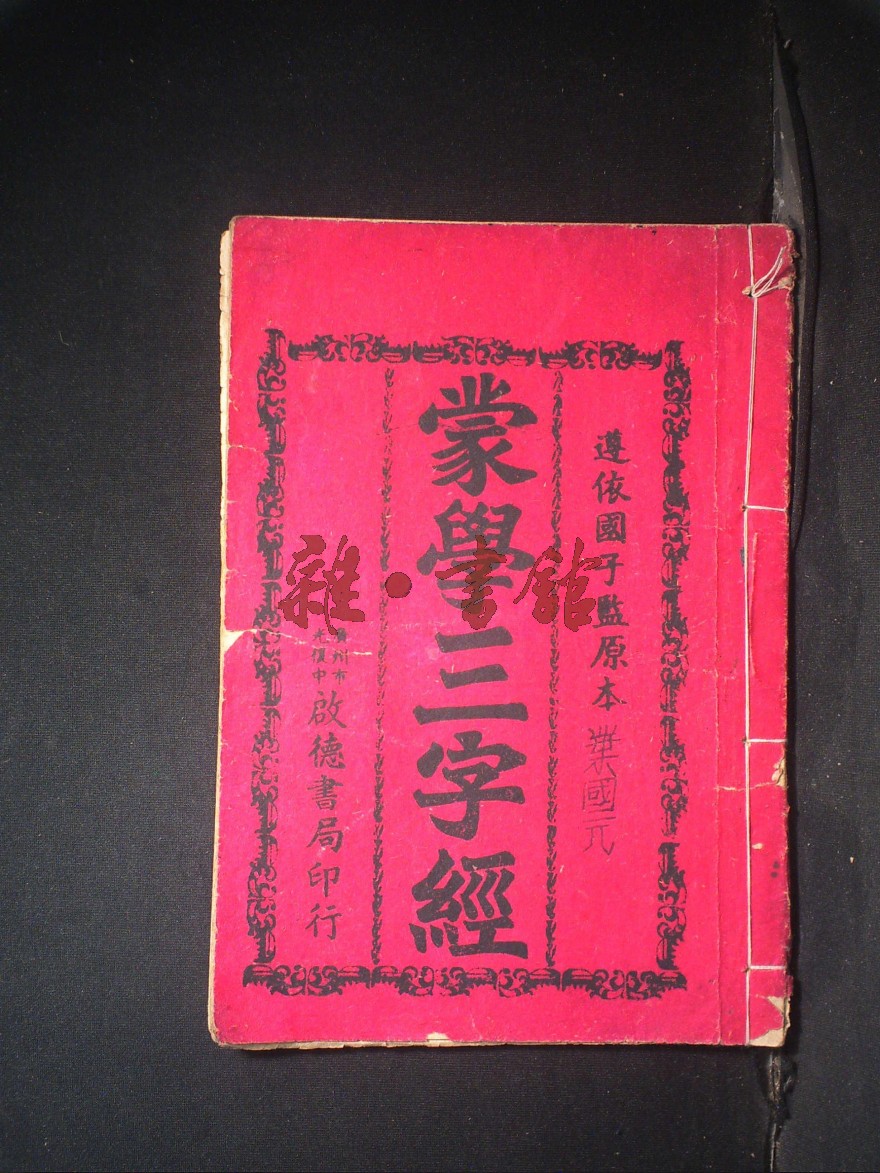 遵依國子監原本
葉國元
蒙學三字經
廣州市
光復中
啟德書局印行
雜·書館